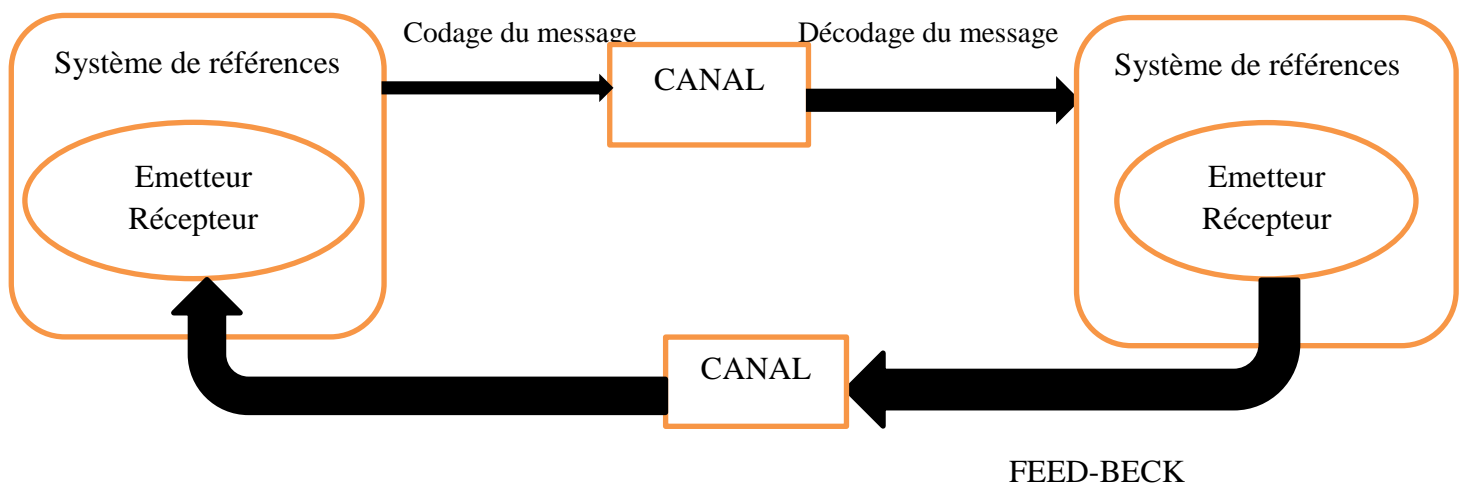 Codage du message
Décodage du message
Système de références
CANAL
Système de références
Emetteur
Récepteur
Emetteur
Récepteur
CANAL
FEED-BECK